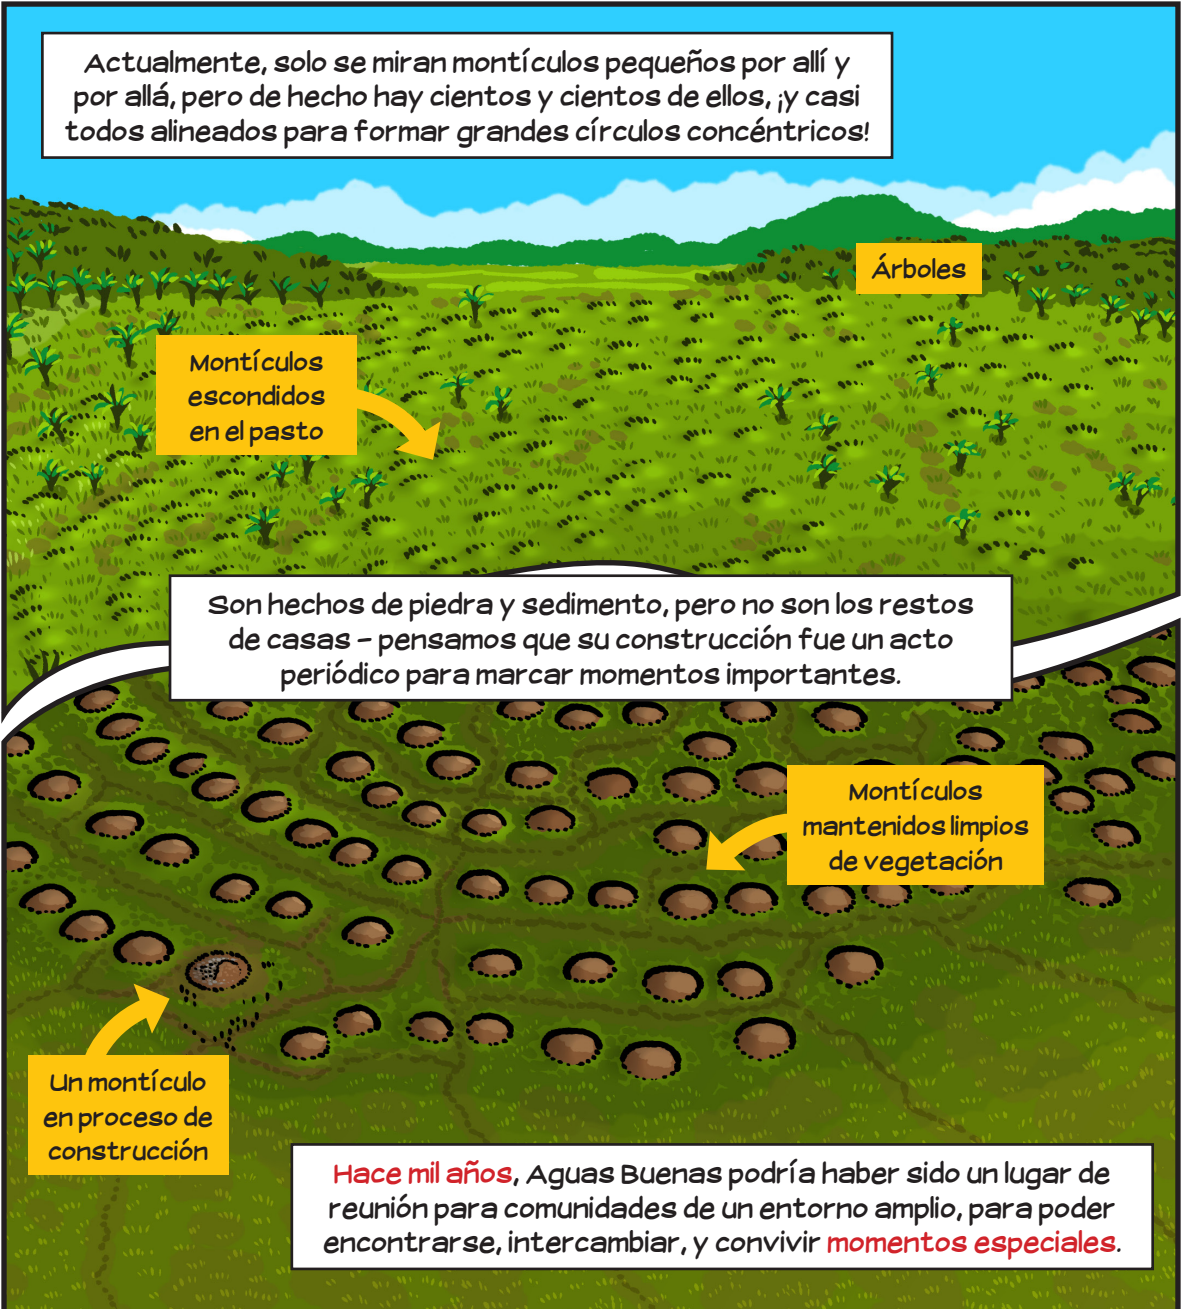 Actualmente, solo se miran montículos pequeños por allí y
por allá, pero de hecho hay cientos y cientos de ellos, ¡y casi
todos alineados para formar grandes círculos concéntricos!
Árboles
Montículos
escondidos
en el pasto
Son hechos de piedra y sedimento, pero no son los restos
de casas – pensamos que su construcción fue un acto
periódico para marcar momentos importantes.
Montículos
mantenidos limpios
de vegetación
Un montículo
en proceso de
construcción
Hace mil años, Aguas Buenas podría haber sido un lugar de
reunión para comunidades de un entorno amplio, para poder
encontrarse, intercambiar, y convivir momentos especiales.